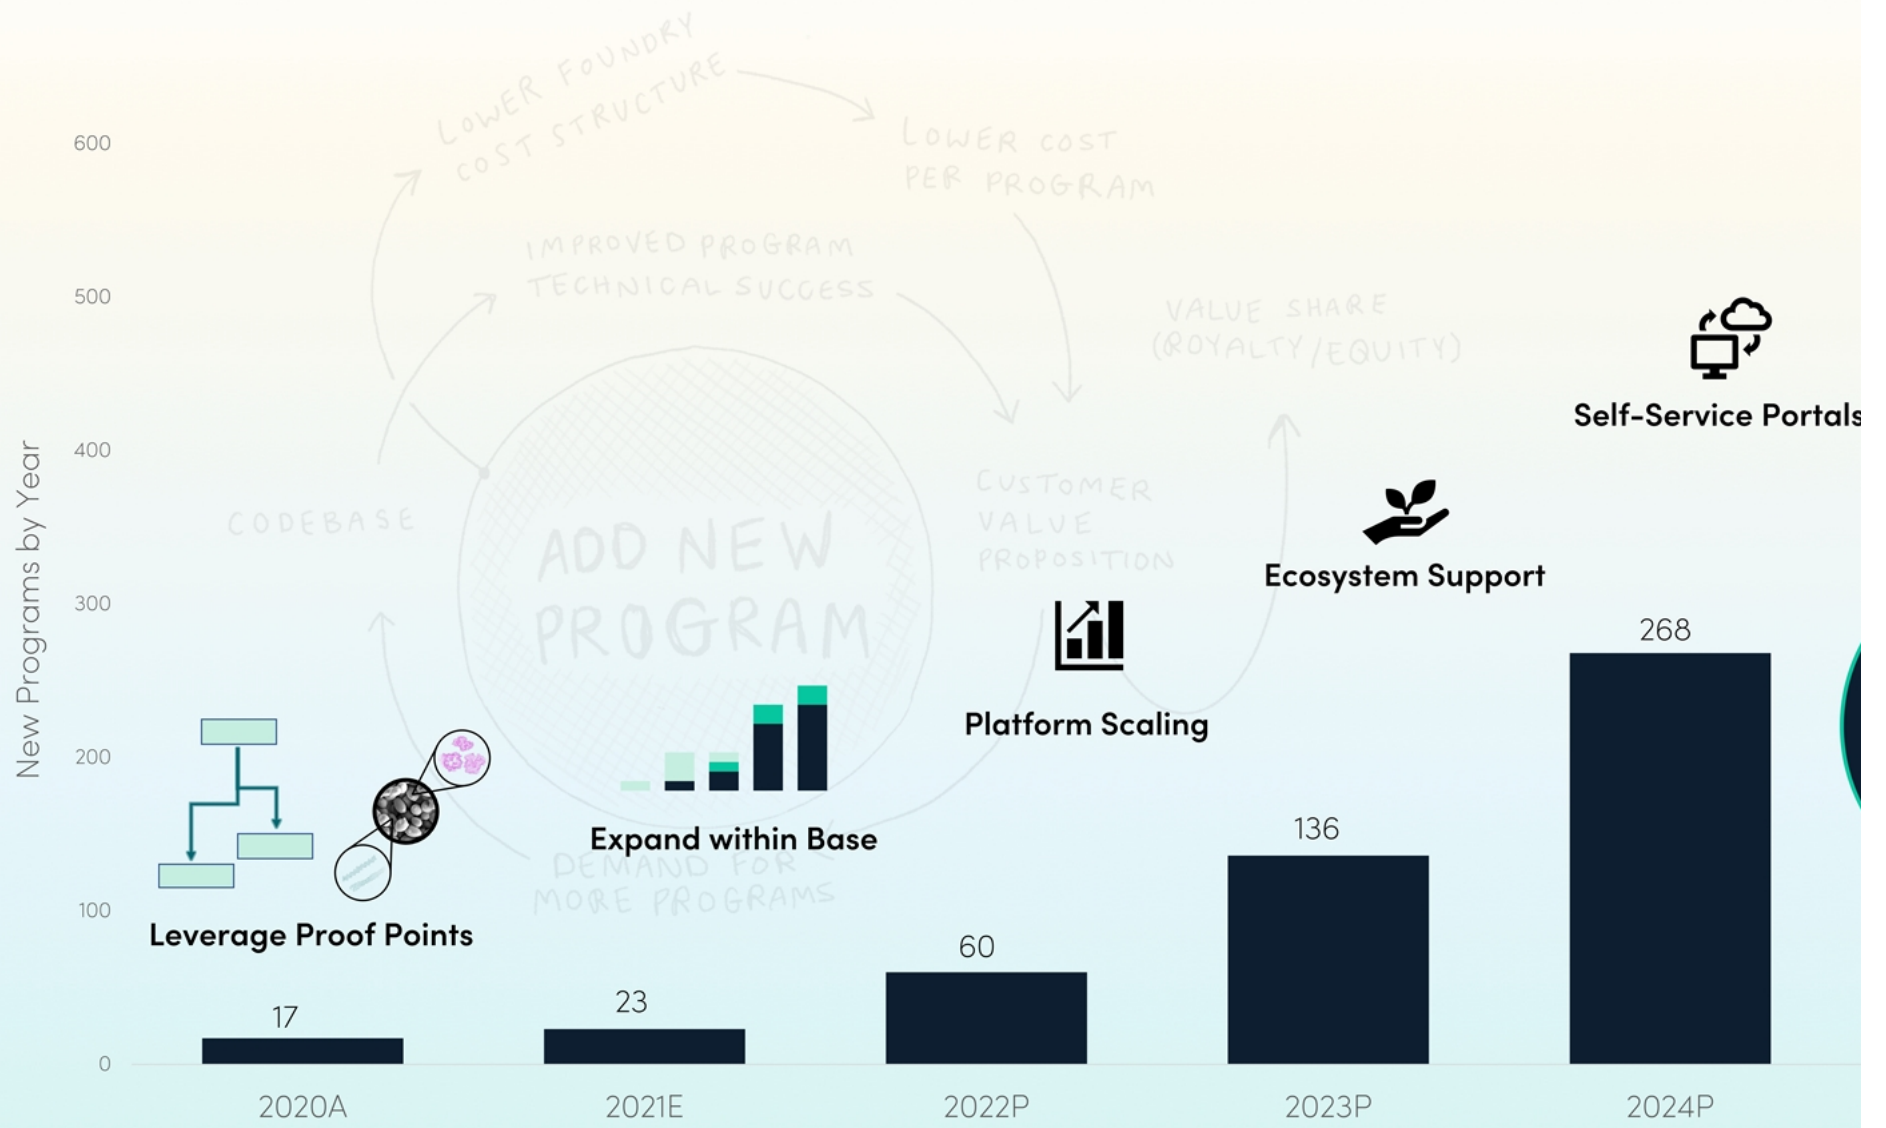 LOWER FOUNDRY
COST STRUCTURE
LOWER COST
PER PROGRAM
IMPROVED PROGRAM
TECHNICAL SUCCESS
VALUE SHARE
(ROYALTY/EQUITY)
CODEBASE
ADD NEW
PROGRAM
CUSTOMER
VALUE
PROPOSITION
DEMAND FOR
MORE PROGRAMS
New Programs by Year
600
500
400
300
200
100
0
Leverage Proof Points
Expand within Base
Platform Scaling
Ecosystem Support
Self-Service Portals
17
23
60
136
268
2020A
2021E
2022P
2023P
2024P